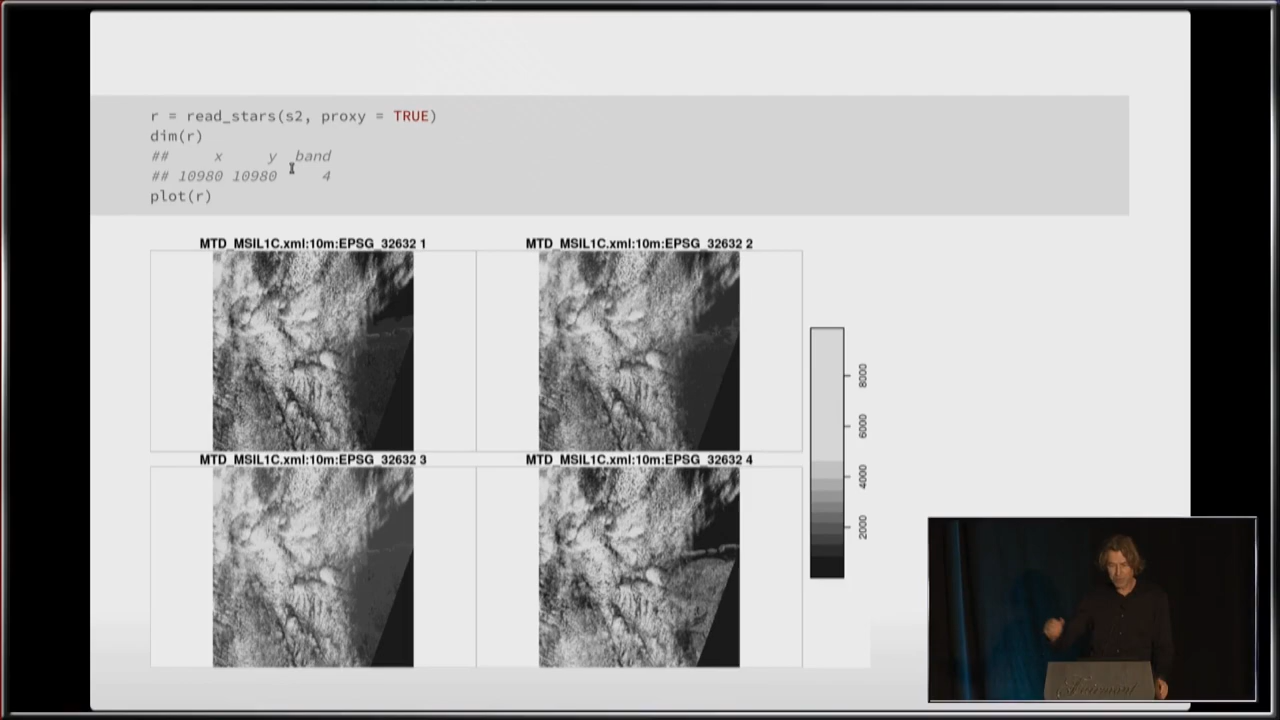 r = read_stars(s2, proxy = TRUE)
dim(r)
##     x     y  band
## 10980 10980     4
plot(r)
MTD_MSIL1C.xml:10m:EPSG_32632 1
MTD_MSIL1C.xml:10m:EPSG_32632 2
8000
6000
4000
2000
MTD_MSIL1C.xml:10m:EPSG_32632 3
MTD_MSIL1C.xml:10m:EPSG_32632 4
Fairmont